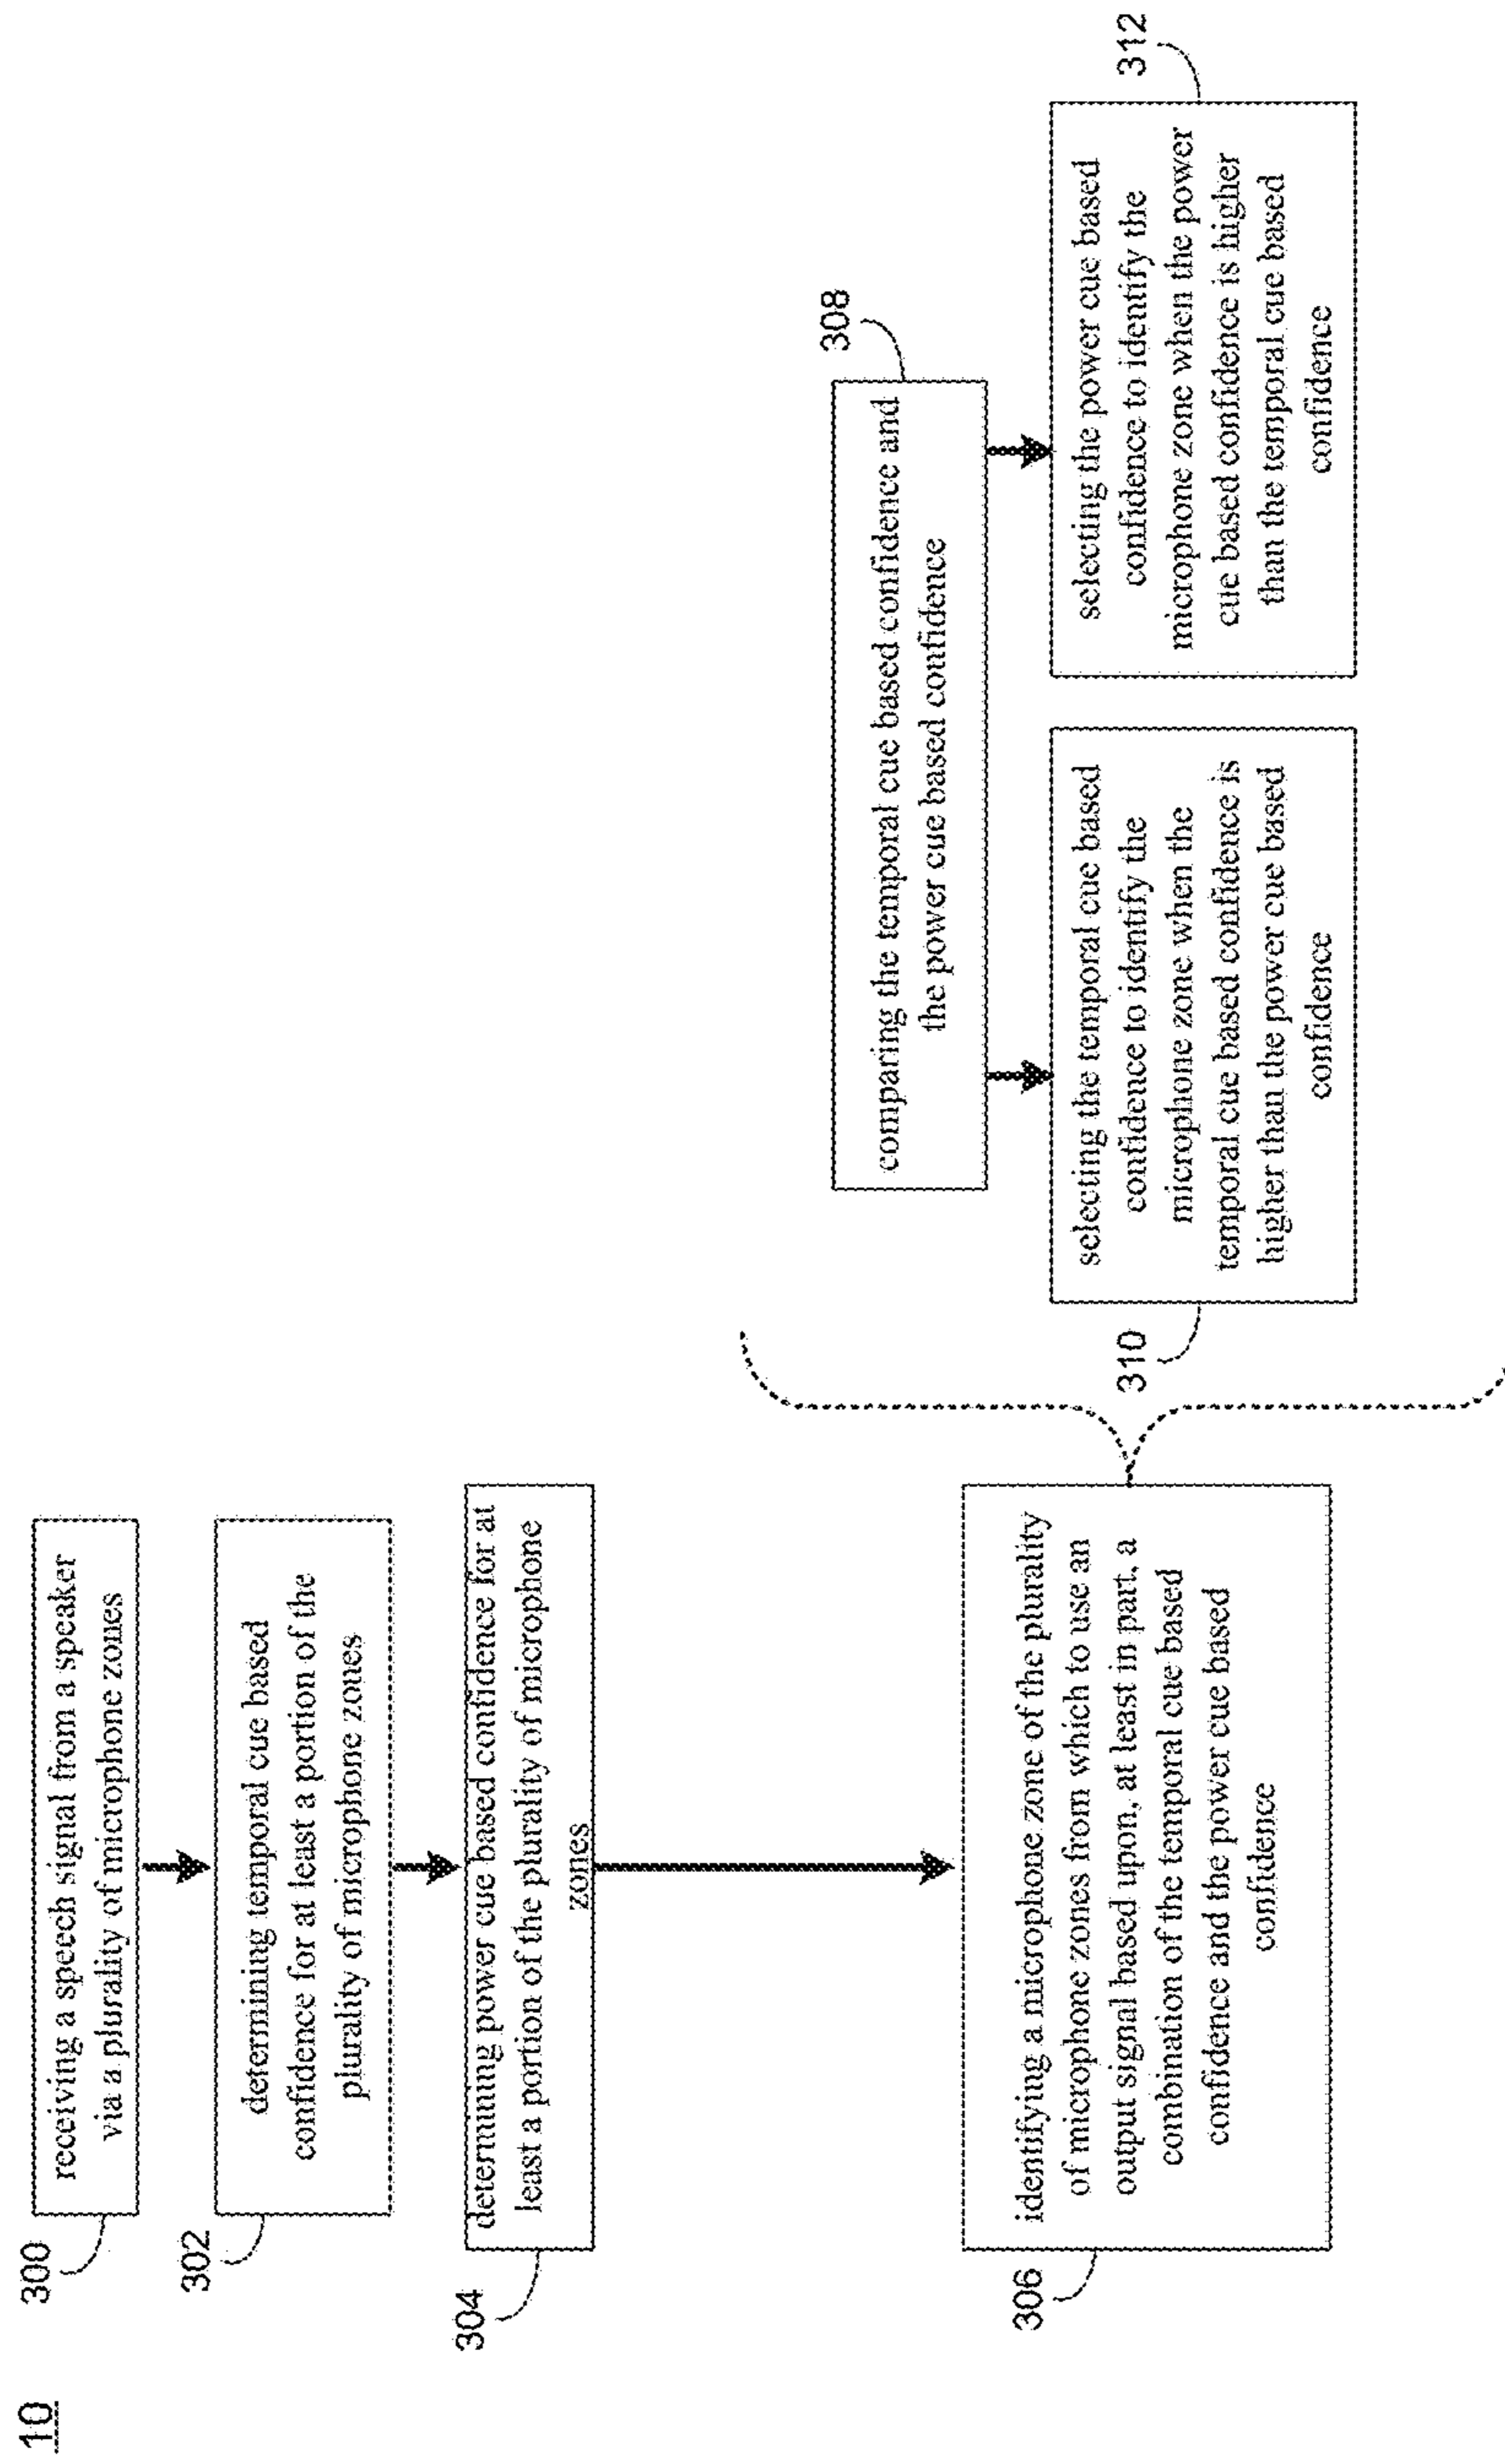 10
300
receiving a speech signal from a speaker
via a plurality of microphone zones
302
determining temporal cue based
confidence for at least a portion of the
plurality of microphone zones
304
determining power cue based confidence for at
least a portion of the plurality of microphone
zones
306
identifying a microphone zone of the plurality
of microphone zones from which to use an
output signal based upon, at least in part, a
combination of the temporal cue based
confidence and the power cue based
confidence
308
comparing the temporal cue based confidence and
the power cue based confidence
310
selecting the temporal cue based
confidence to identify the
microphone zone when the
temporal cue based confidence is
higher than the power cue based
confidence
312
selecting the power cue based
confidence to identify the
microphone zone when the power
cue based confidence is higher
than the temporal cue based
confidence